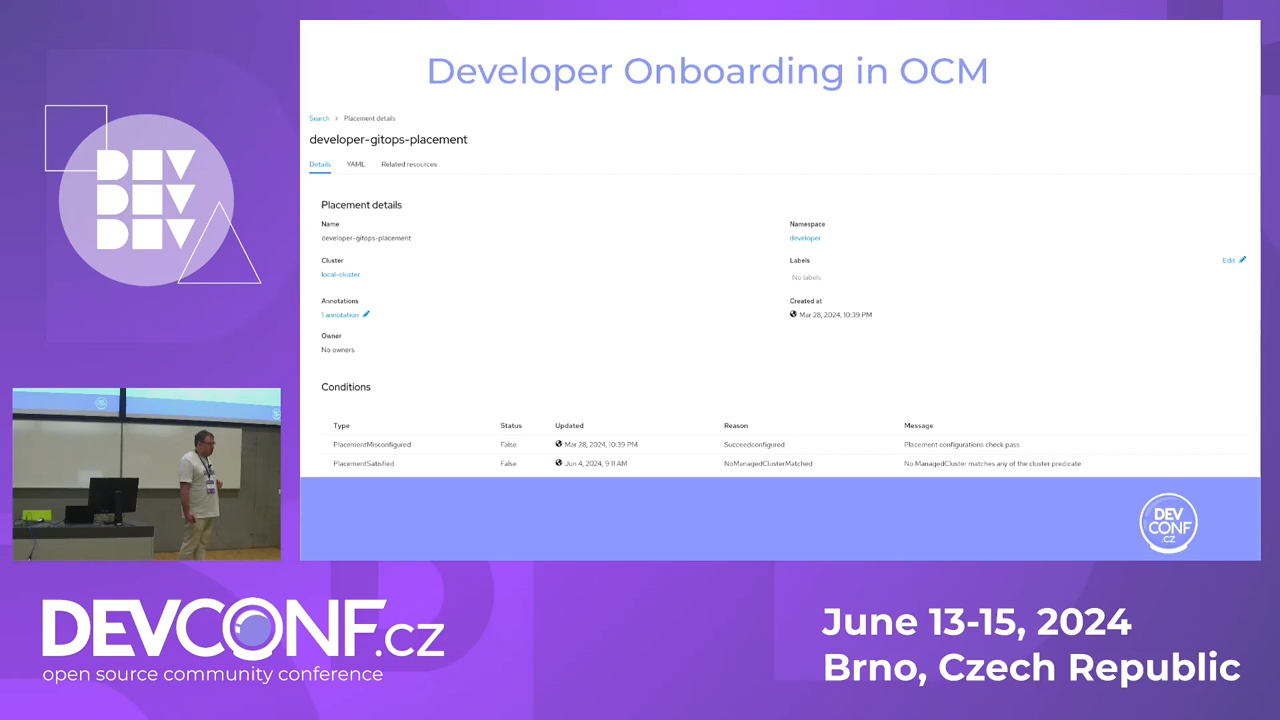 DEV DEV DEV
Developer Onboarding in OCM
Search > Placement details
developer-gitops-placement
Details YAML Related resources
Placement details
Name Namespace
developer-gitops-placement developer
Cluster Labels Edit
local-cluster No labels
Annotations Created at
1 annotation Mar 28, 2024, 10:39 PM
Owner
No owners
Conditions
Type Status Updated Reason Message
PlacementMisconfigured False Mar 28, 2024, 10:39 PM Succeedconfigured Placement configurations check pass
PlacementSatisfied False Jun 4, 2024, 9:11 AM NoManagedClusterMatched No ManagedCluster matches any of the cluster predicate
DEV
CONF
.CZ
DEVCONF.cz
open source community conference
June 13-15, 2024
Brno, Czech Republic